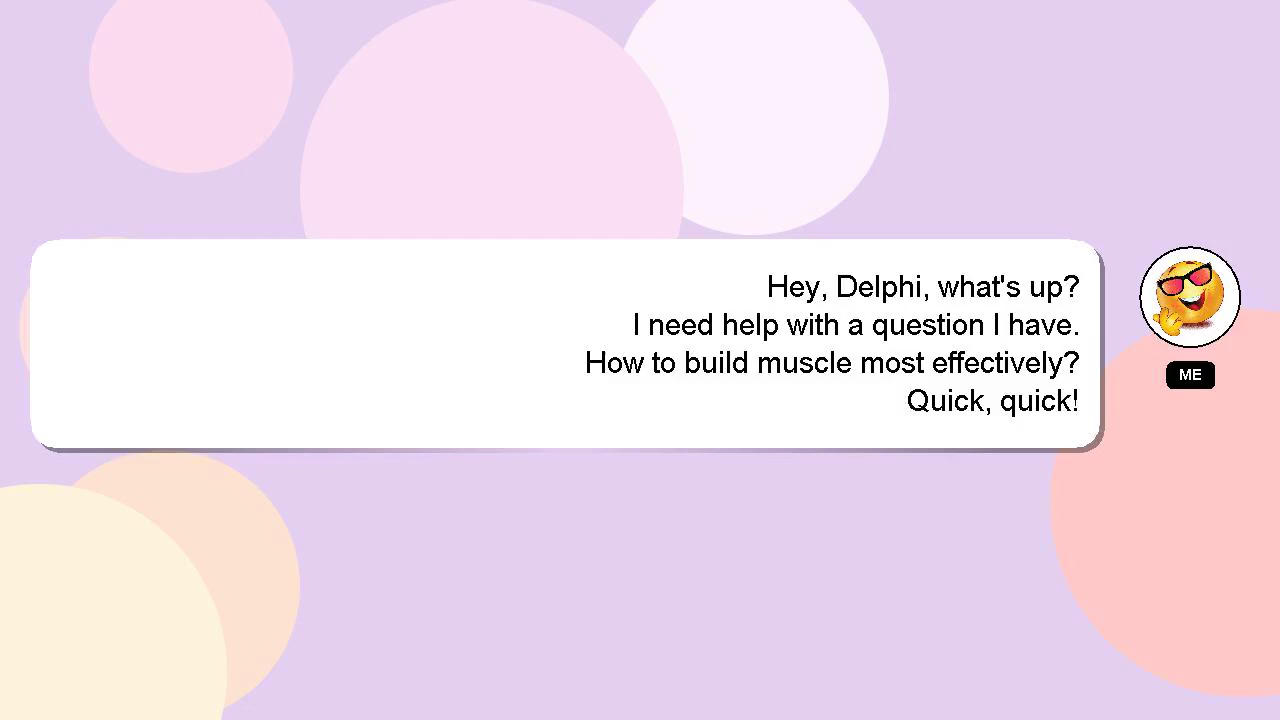 Hey, Delphi, what's up?
I need help with a question I have.
How to build muscle most effectively?
Quick, quick!
ME